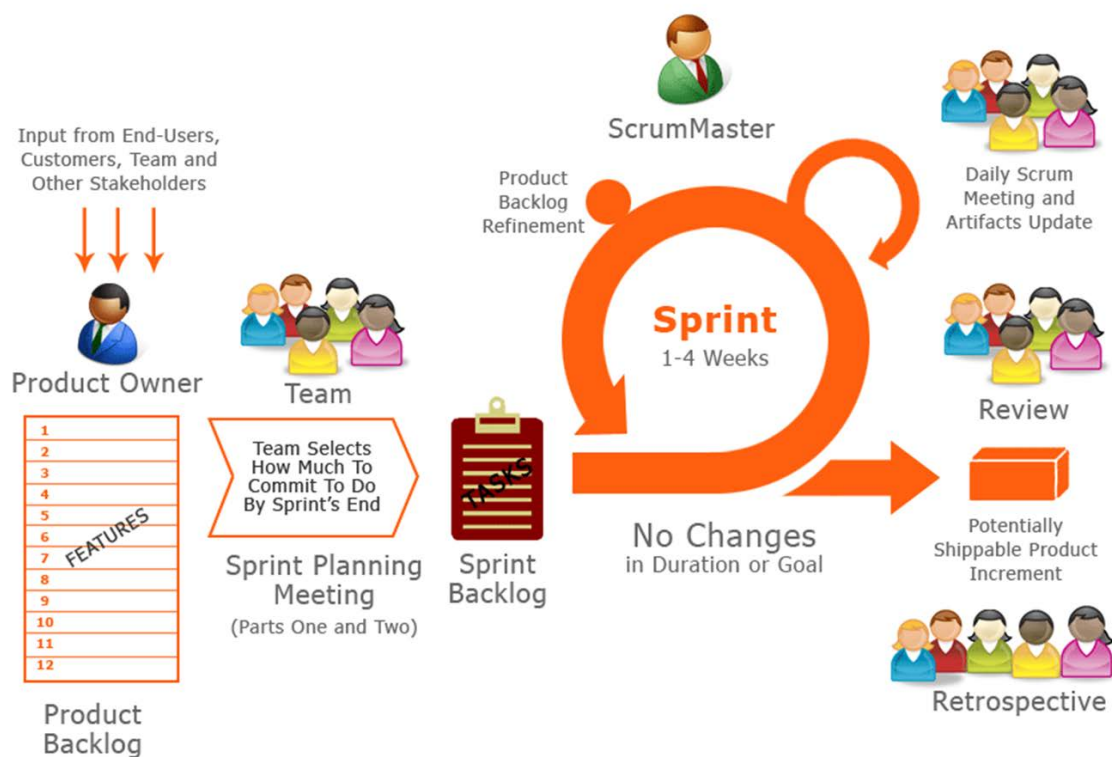 Input from End-Users,
Customers, Team and
Other Stakeholders
Product Owner
1
2
3
4
5
6
7
8
9
10
11
12
FEATURES
Product
Backlog
Team
Team Selects
How Much To
Commit To Do
By Sprint's End
Sprint Planning
Meeting
(Parts One and Two)
TASKS
Sprint
Backlog
ScrumMaster
Product
Backlog
Refinement
Sprint
1-4 Weeks
No Changes
in Duration or Goal
Daily Scrum
Meeting and
Artifacts Update
Review
Potentially
Shippable Product
Increment
Retrospective